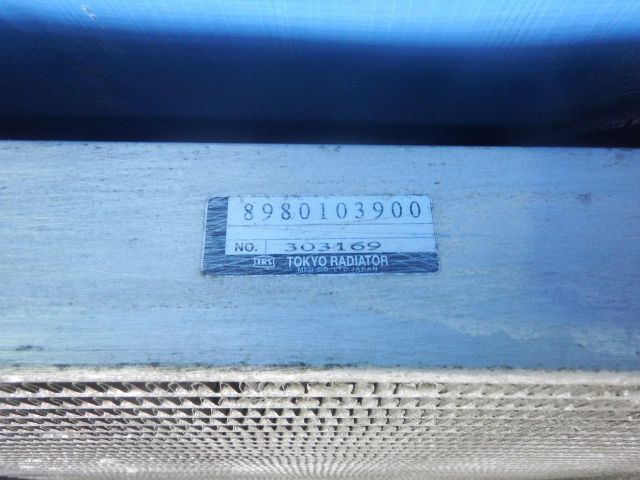 8980103900
NO. 303169
TRS TOKYO RADIATOR
MFG.CO.,LTD.JAPAN